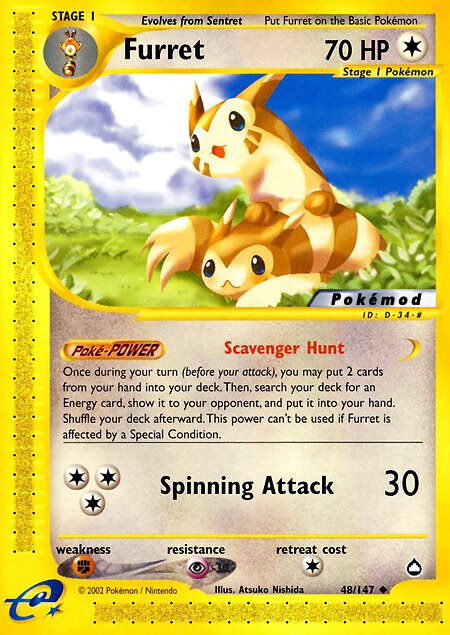 STAGE 1
Evolves from Sentret
Put Furret on the Basic Pokémon
Furret
70 HP
Stage 1 Pokémon
Pokémod
ID: D-34-#
Poké-POWER
Scavenger Hunt
Once during your turn (before your attack), you may put 2 cards
from your hand into your deck. Then, search your deck for an
Energy card, show it to your opponent, and put it into your hand.
Shuffle your deck afterward. This power can't be used if Furret is
affected by a Special Condition.
Spinning Attack
30
weakness
resistance
retreat cost
-30
© 2002 Pokémon / Nintendo
Illus. Atsuko Nishida
48/147
e